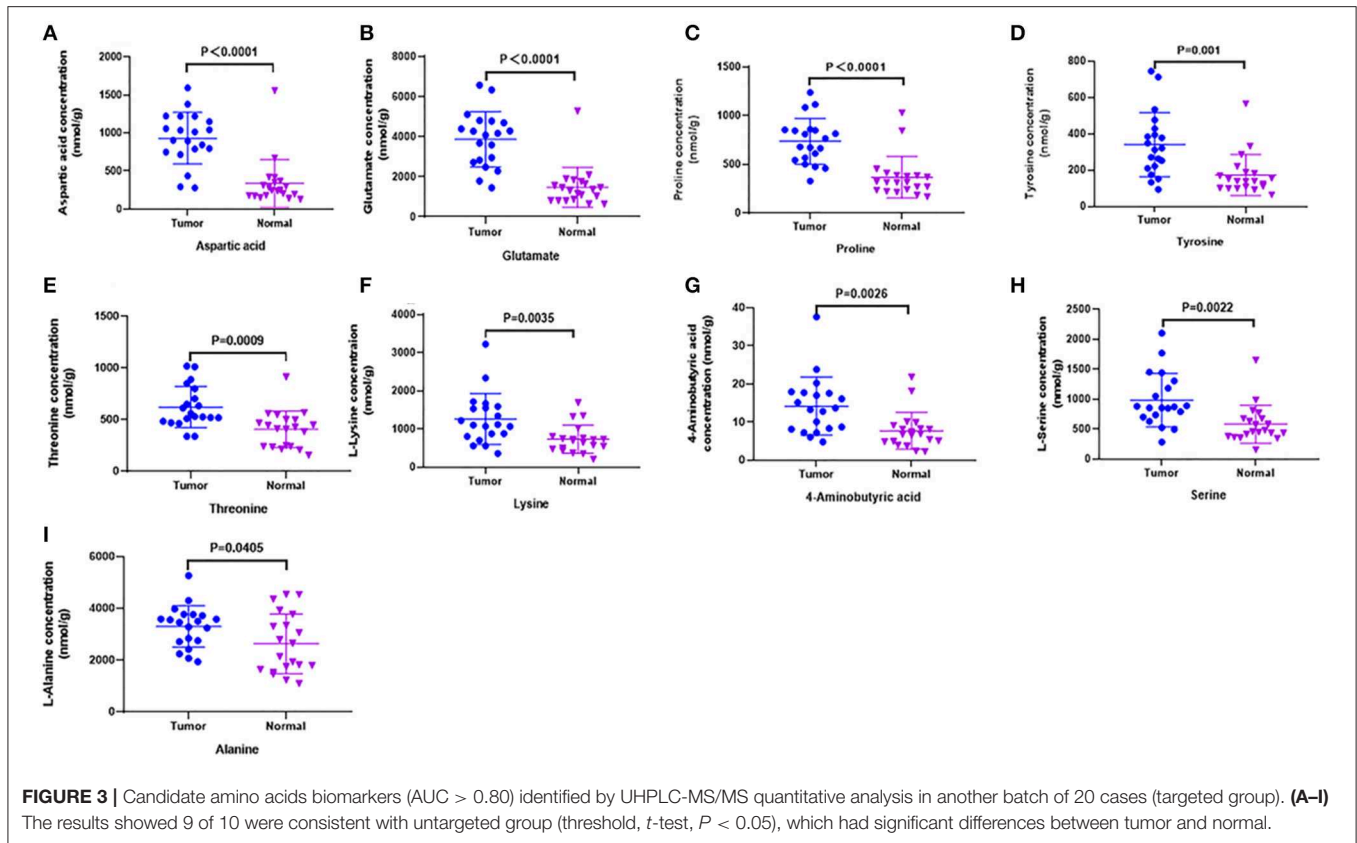 A
P<0.0001
Aspartic acid concentration
(nmol/g)
2000
1500
1000
500
0
Tumor Normal
Aspartic acid
B
P<0.0001
Glutamate concentration
(nmol/g)
8000
6000
4000
2000
0
Tumor Normal
Glutamate
C
P<0.0001
Proline concentration
(nmol/g)
1500
1000
500
0
Tumor Normal
Proline
D
P=0.001
Tyrosine concentration
(nmol/g)
800
600
400
200
0
Tumor Normal
Tyrosine
E
P=0.0009
Threonine concentration
(nmol/g)
1500
1000
500
0
Tumor Normal
Threonine
F
P=0.0035
L-Lysine concentraion
(nmol/g)
4000
3000
2000
1000
0
Tumor Normal
Lysine
G
P=0.0026
4-Aminobutyric acid
concentration (nmol/g)
40
30
20
10
0
Tumor Normal
4-Aminobutyric acid
H
P=0.0022
L-Serine concentration
(nmol/g)
2500
2000
1500
1000
500
0
Tumor Normal
Serine
I
P=0.0405
L-Alanine concentration
(nmol/g)
6000
4000
2000
0
Tumor Normal
Alanine
FIGURE 3 | Candidate amino acids biomarkers (AUC > 0.80) identified by UHPLC-MS/MS quantitative analysis in another batch of 20 cases (targeted group). (A–I)
The results showed 9 of 10 were consistent with untargeted group (threshold, t-test, P < 0.05), which had significant differences between tumor and normal.